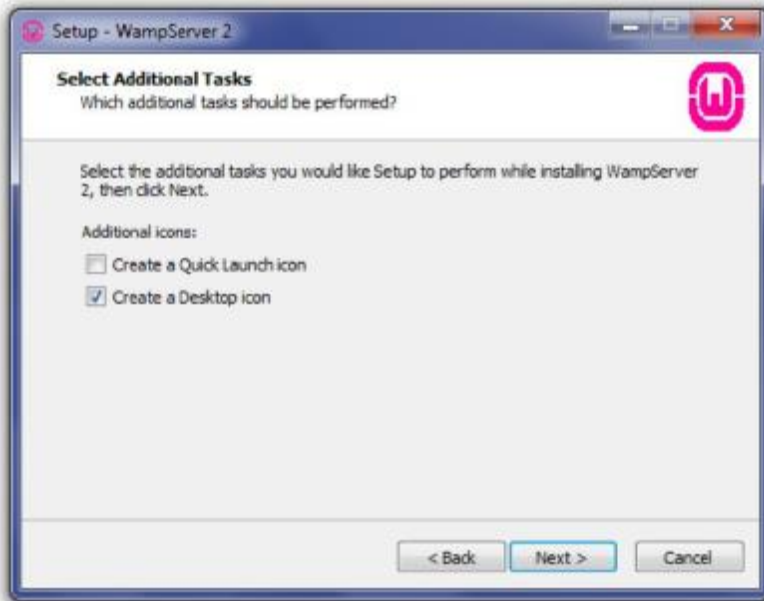 Setup - WampServer 2
Select Additional Tasks
Which additional tasks should be performed?
Select the additional tasks you would like Setup to perform while installing WampServer
2, then click Next.
Additional icons:
Create a Quick Launch icon
Create a Desktop icon
< Back Next > Cancel